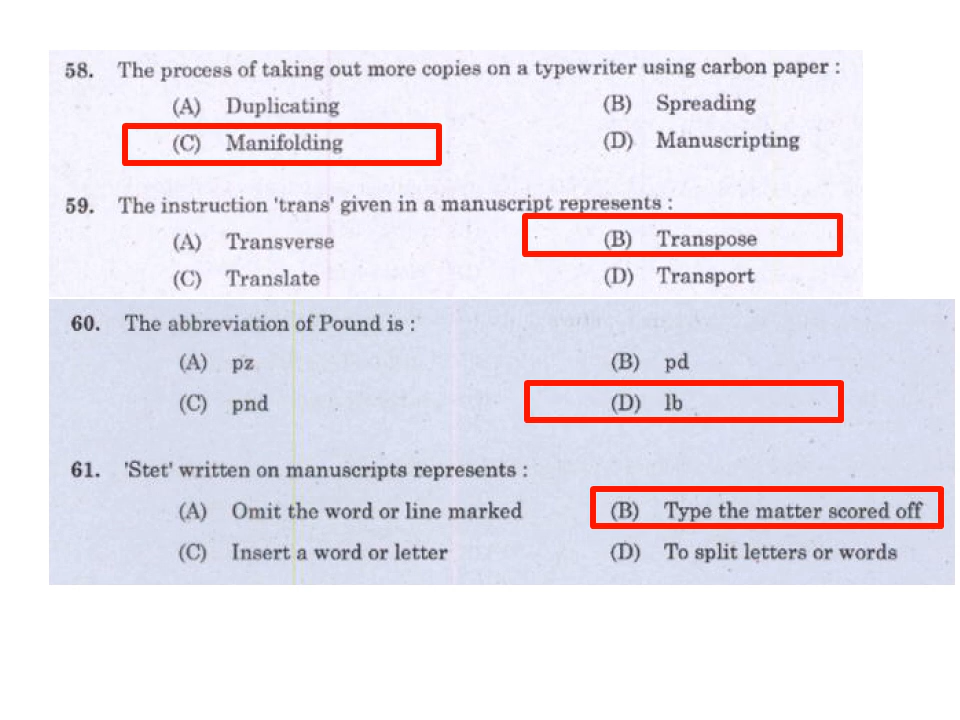 58. The process of taking out more copies on a typewriter using carbon paper :
(A) Duplicating (B) Spreading
(C) Manifolding (D) Manuscripting
59. The instruction 'trans' given in a manuscript represents :
(A) Transverse (B) Transpose
(C) Translate (D) Transport
60. The abbreviation of Pound is :
(A) pz (B) pd
(C) pnd (D) lb
61. 'Stet' written on manuscripts represents :
(A) Omit the word or line marked (B) Type the matter scored off
(C) Insert a word or letter (D) To split letters or words